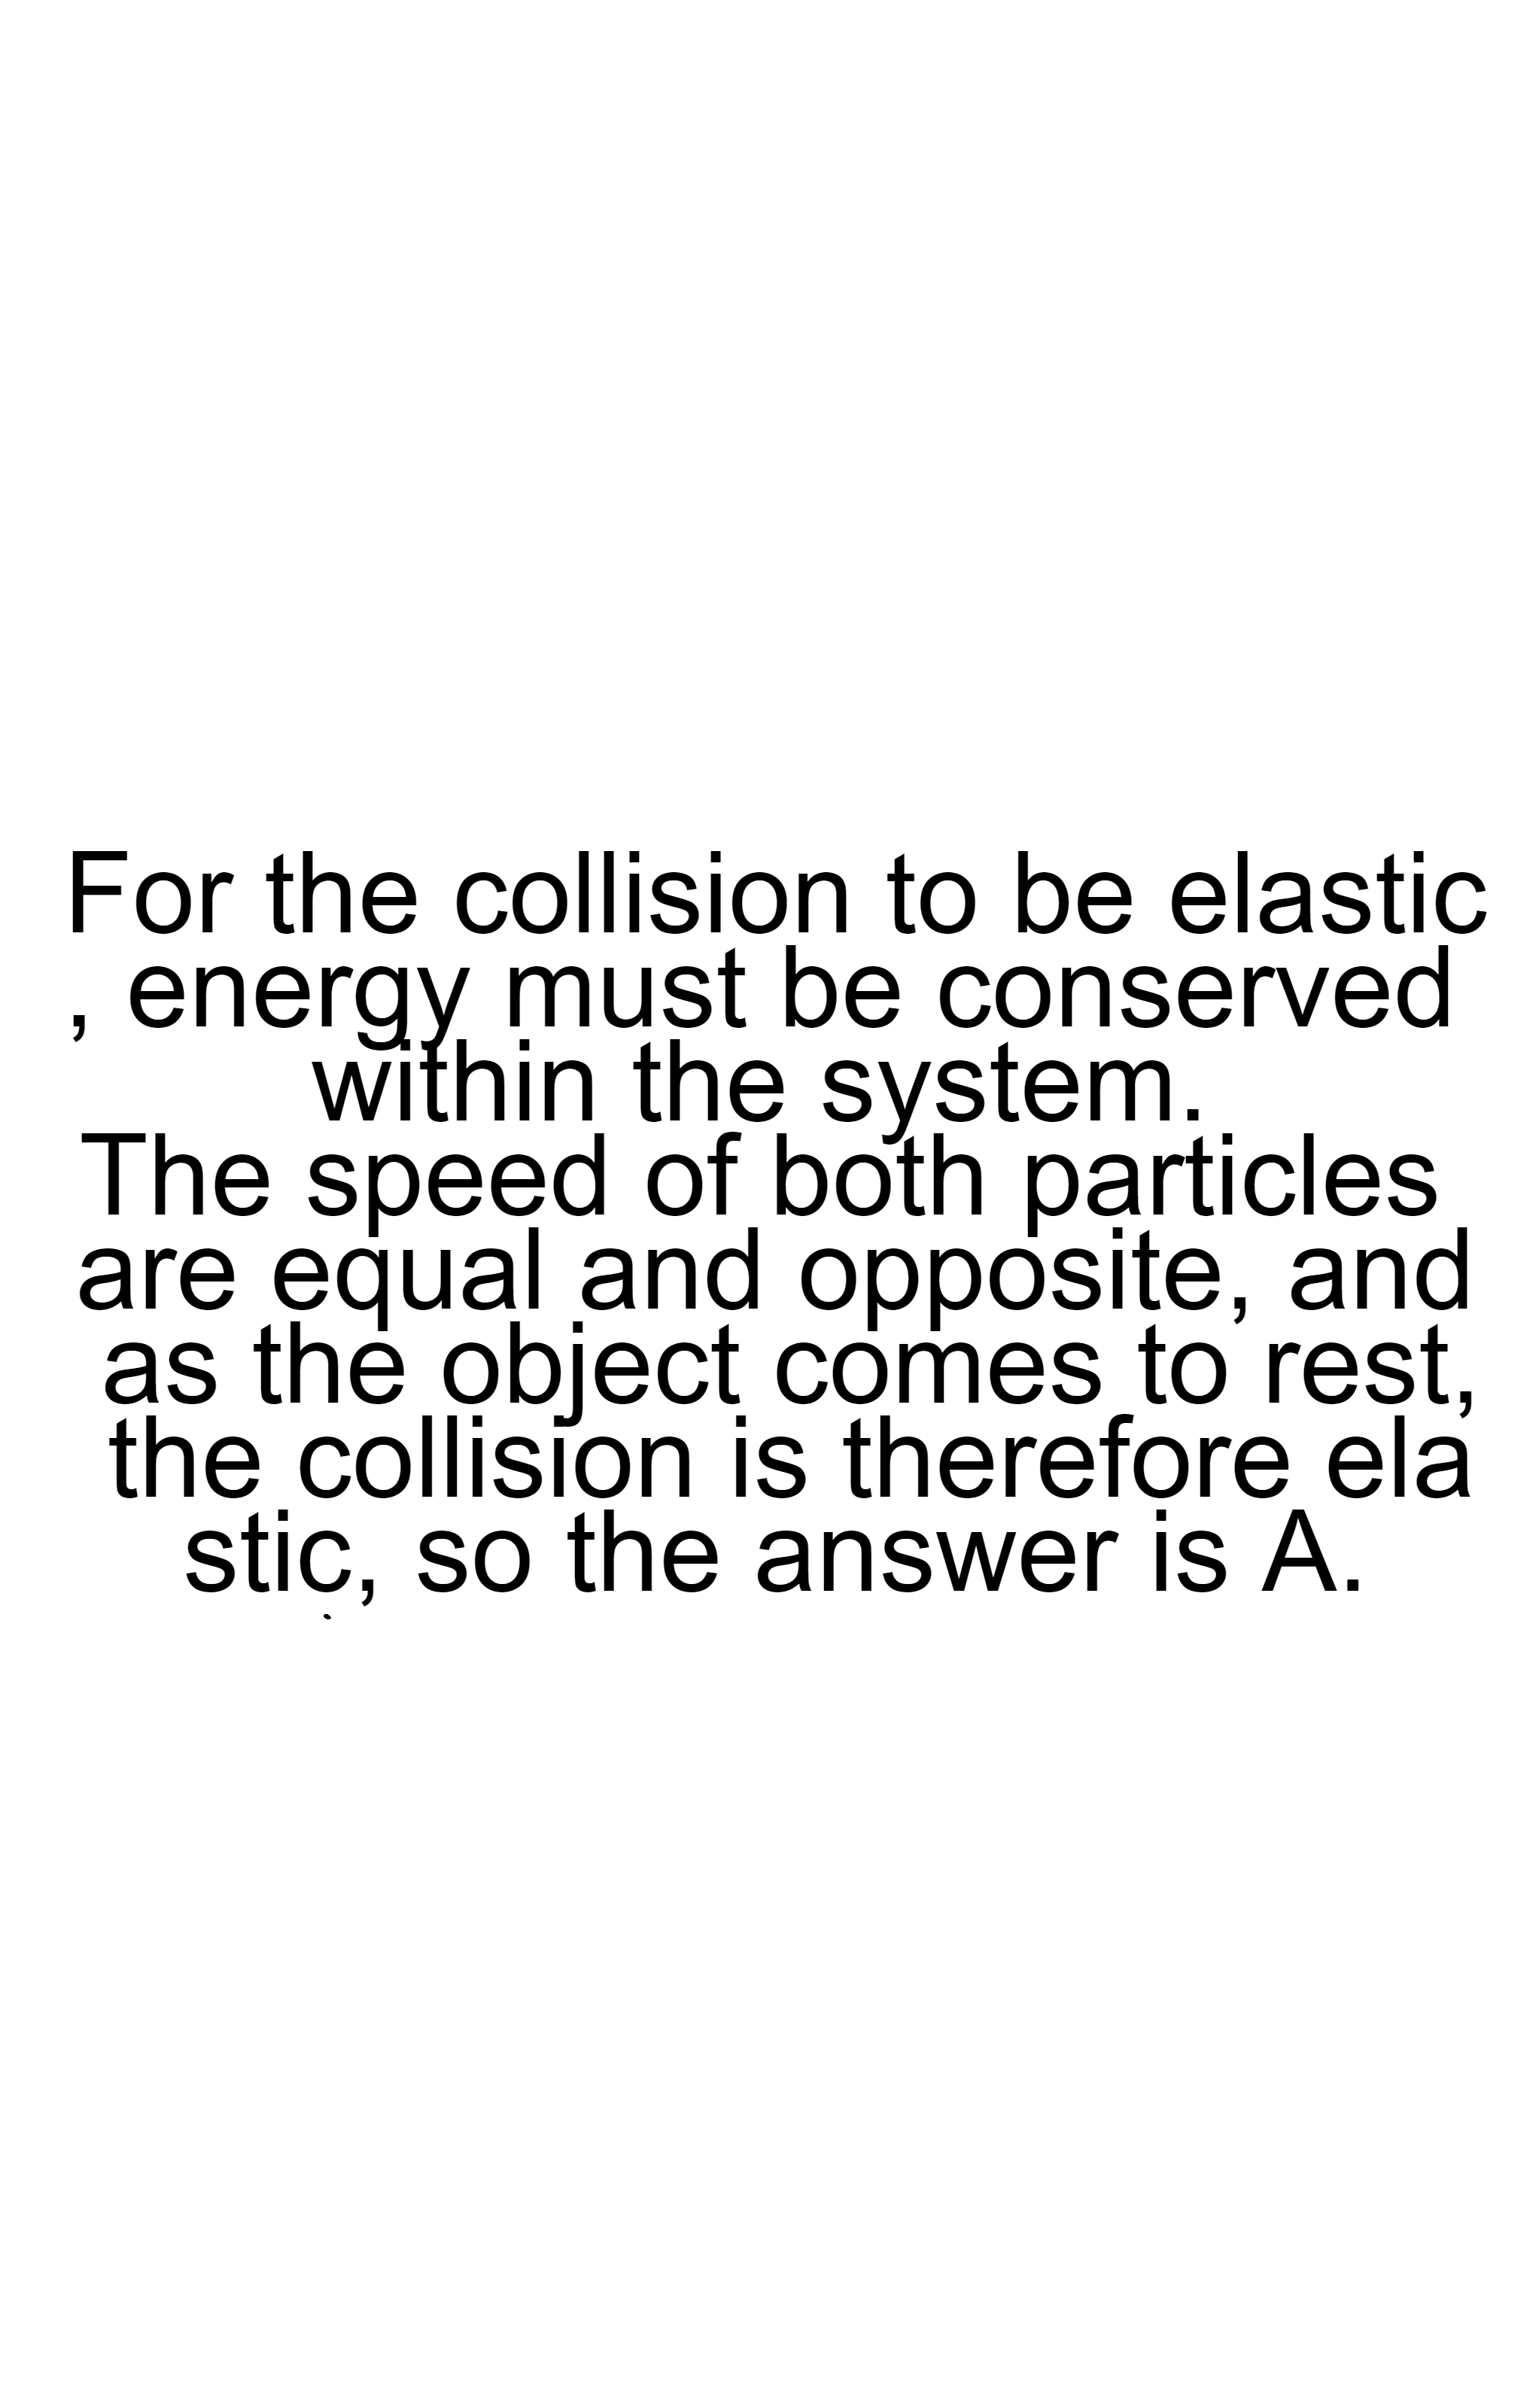 For the collision to be elastic
, energy must be conserved
within the system.
The speed of both particles
are equal and opposite, and
as the object comes to rest,
the collision is therefore ela
stic, so the answer is A.